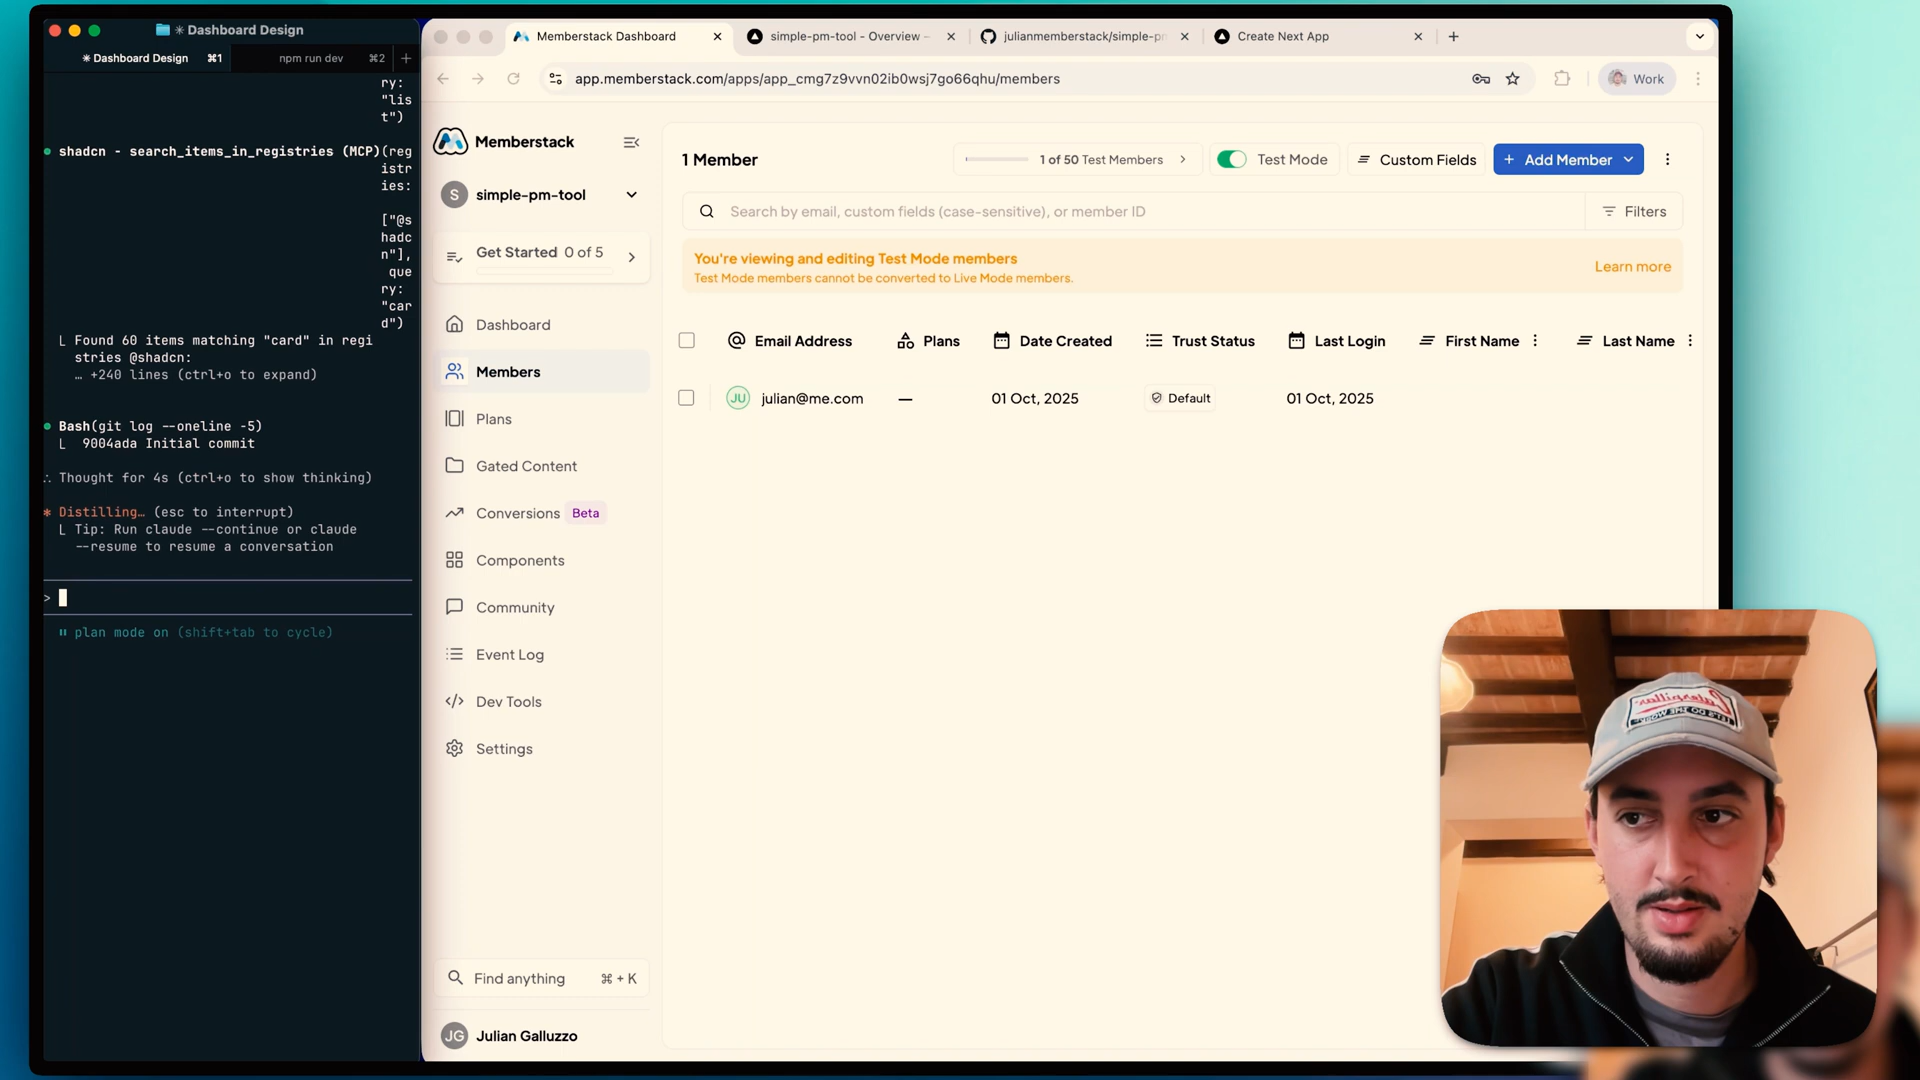 ✳ Dashboard Design
✳ Dashboard Design ⌘1
npm run dev ⌘2
+
ry:
"lis
t")
shadcn - search_items_in_registries (MCP)(reg
istr
ies:
["@s
hadc
n"],
que
ry:
"car
d")
Found 60 items matching "card" in regi
stries @shadcn:
… +240 lines (ctrl+o to expand)
Bash(git log --oneline -5)
9004ada Initial commit
Thought for 4s (ctrl+o to show thinking)
Distilling… (esc to interrupt)
Tip: Run claude --continue or claude
--resume to resume a conversation
>
plan mode on (shift+tab to cycle)
Memberstack Dashboard
simple-pm-tool - Overview –
julianmemberstack/simple-pm
Create Next App
app.memberstack.com/apps/app_cmg7z9vvn02ib0wsj7go66qhu/members
Work
Memberstack
S simple-pm-tool
Get Started 0 of 5
Dashboard
Members
Plans
Gated Content
Conversions Beta
Components
Community
Event Log
Dev Tools
Settings
Find anything ⌘ + K
JG Julian Galluzzo
1 Member
1 of 50 Test Members
Test Mode
Custom Fields
+ Add Member
Search by email, custom fields (case-sensitive), or member ID
Filters
You're viewing and editing Test Mode members
Test Mode members cannot be converted to Live Mode members.
Learn more
Email Address Plans Date Created Trust Status Last Login First Name Last Name
JU julian@me.com — 01 Oct, 2025 Default 01 Oct, 2025